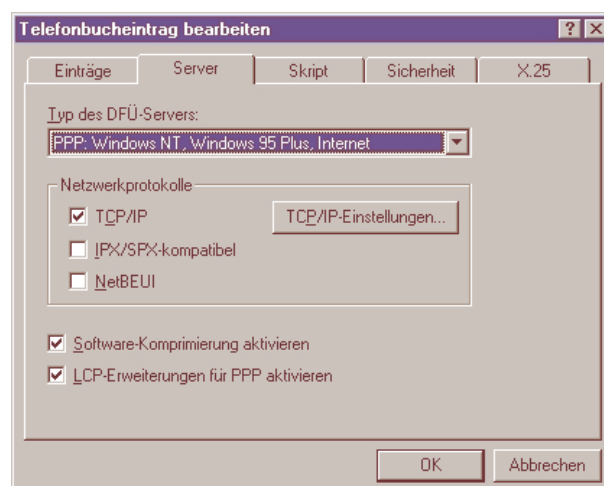 Telefonbucheintrag bearbeiten
Einträge Server Skript Sicherheit X.25
Typ des DFÜ-Servers:
PPP: Windows NT, Windows 95 Plus, Internet
Netzwerkprotokolle
TCP/IP TCP/IP-Einstellungen...
IPX/SPX-kompatibel
NetBEUI
Software-Komprimierung aktivieren
LCP-Erweiterungen für PPP aktivieren
OK Abbrechen